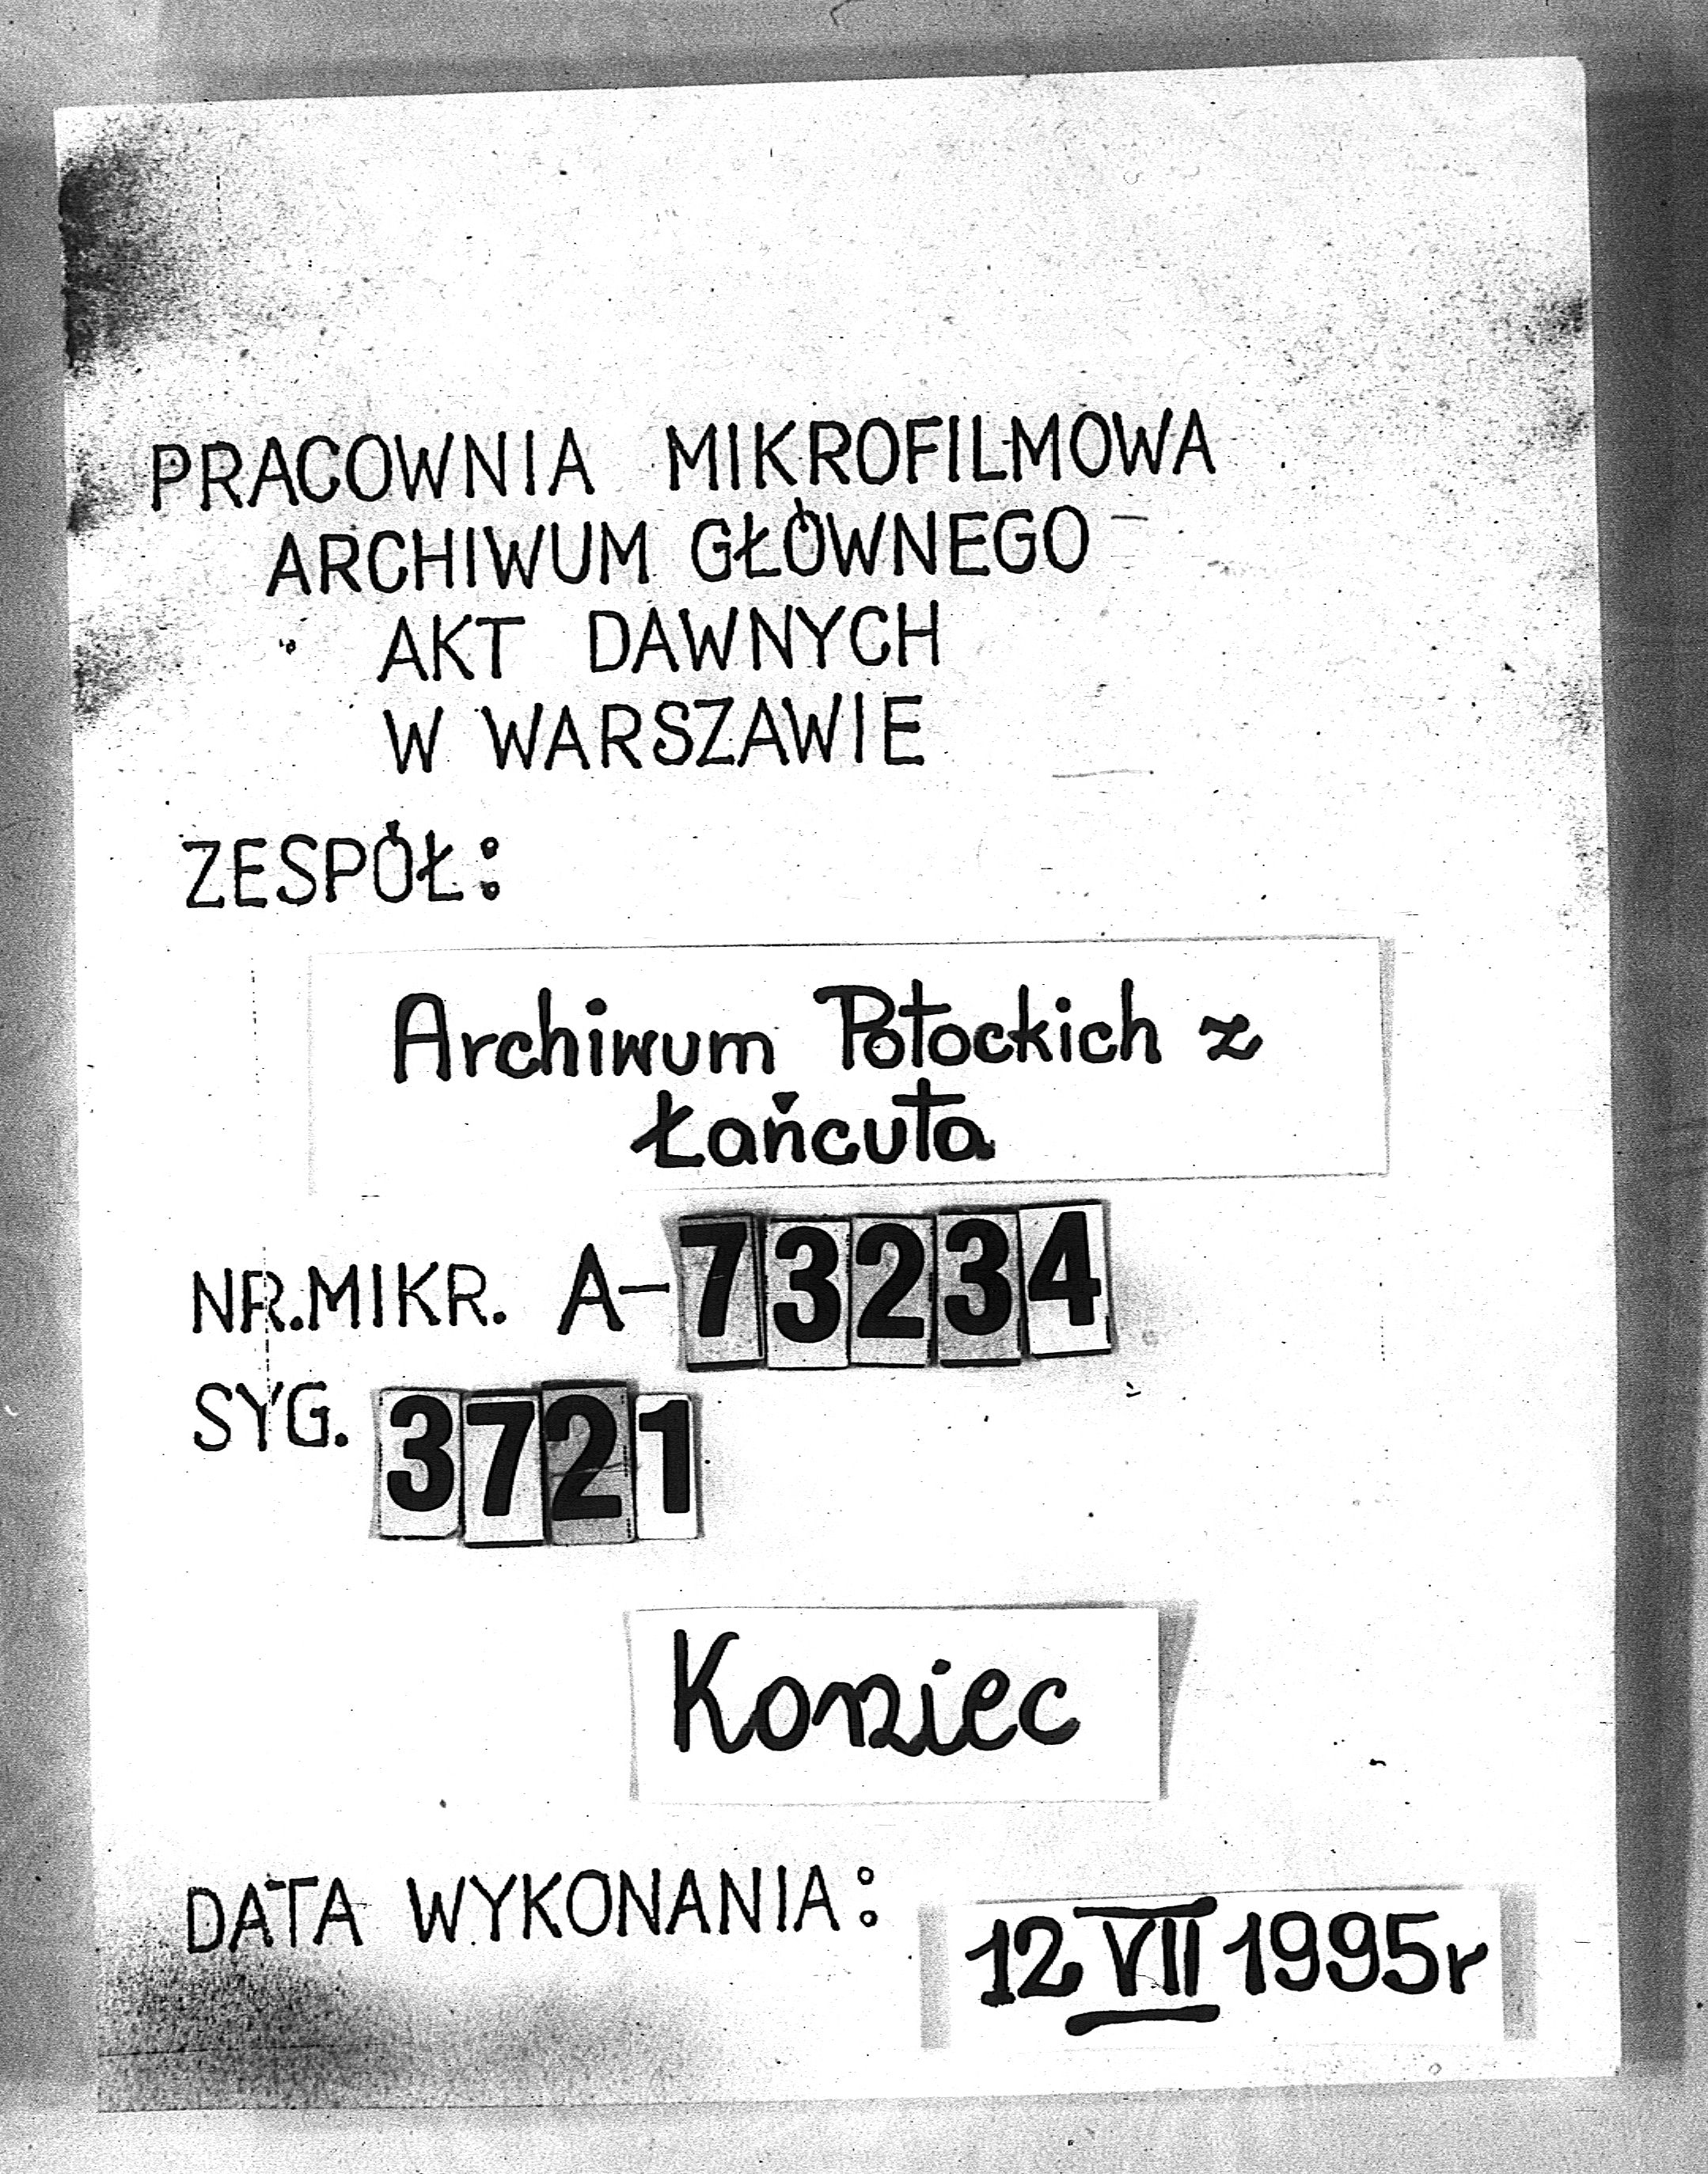 PRACOWNIA MIKROFILMOWA
ARCHIWUM GŁÓWNEGO
AKT DAWNYCH
W WARSZAWIE
ZESPÓŁ:
Archiwum Potockich z
Łańcuta
NR.MIKR. A-73234
SYG. 3721
Koniec
DATA WYKONANIA: 12 VII 1995r